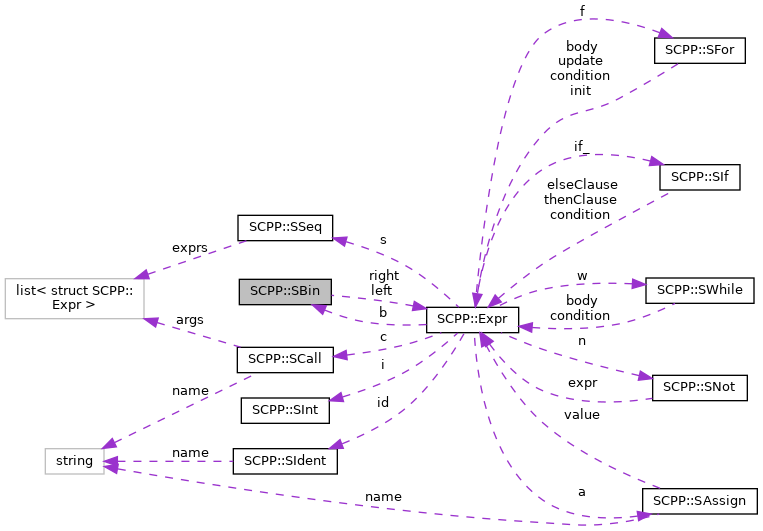 f
SCPP::SFor
body
update
condition
init
if_
SCPP::SIf
elseClause
thenClause
condition
SCPP::SSeq
s
exprs
list< struct SCPP::
Expr >
SCPP::SBin
right
left
b
w
SCPP::SWhile
body
condition
SCPP::Expr
args
c
n
SCPP::SCall
i
expr
SCPP::SNot
name
id
SCPP::SInt
value
string
name
SCPP::SIdent
name
a
SCPP::SAssign